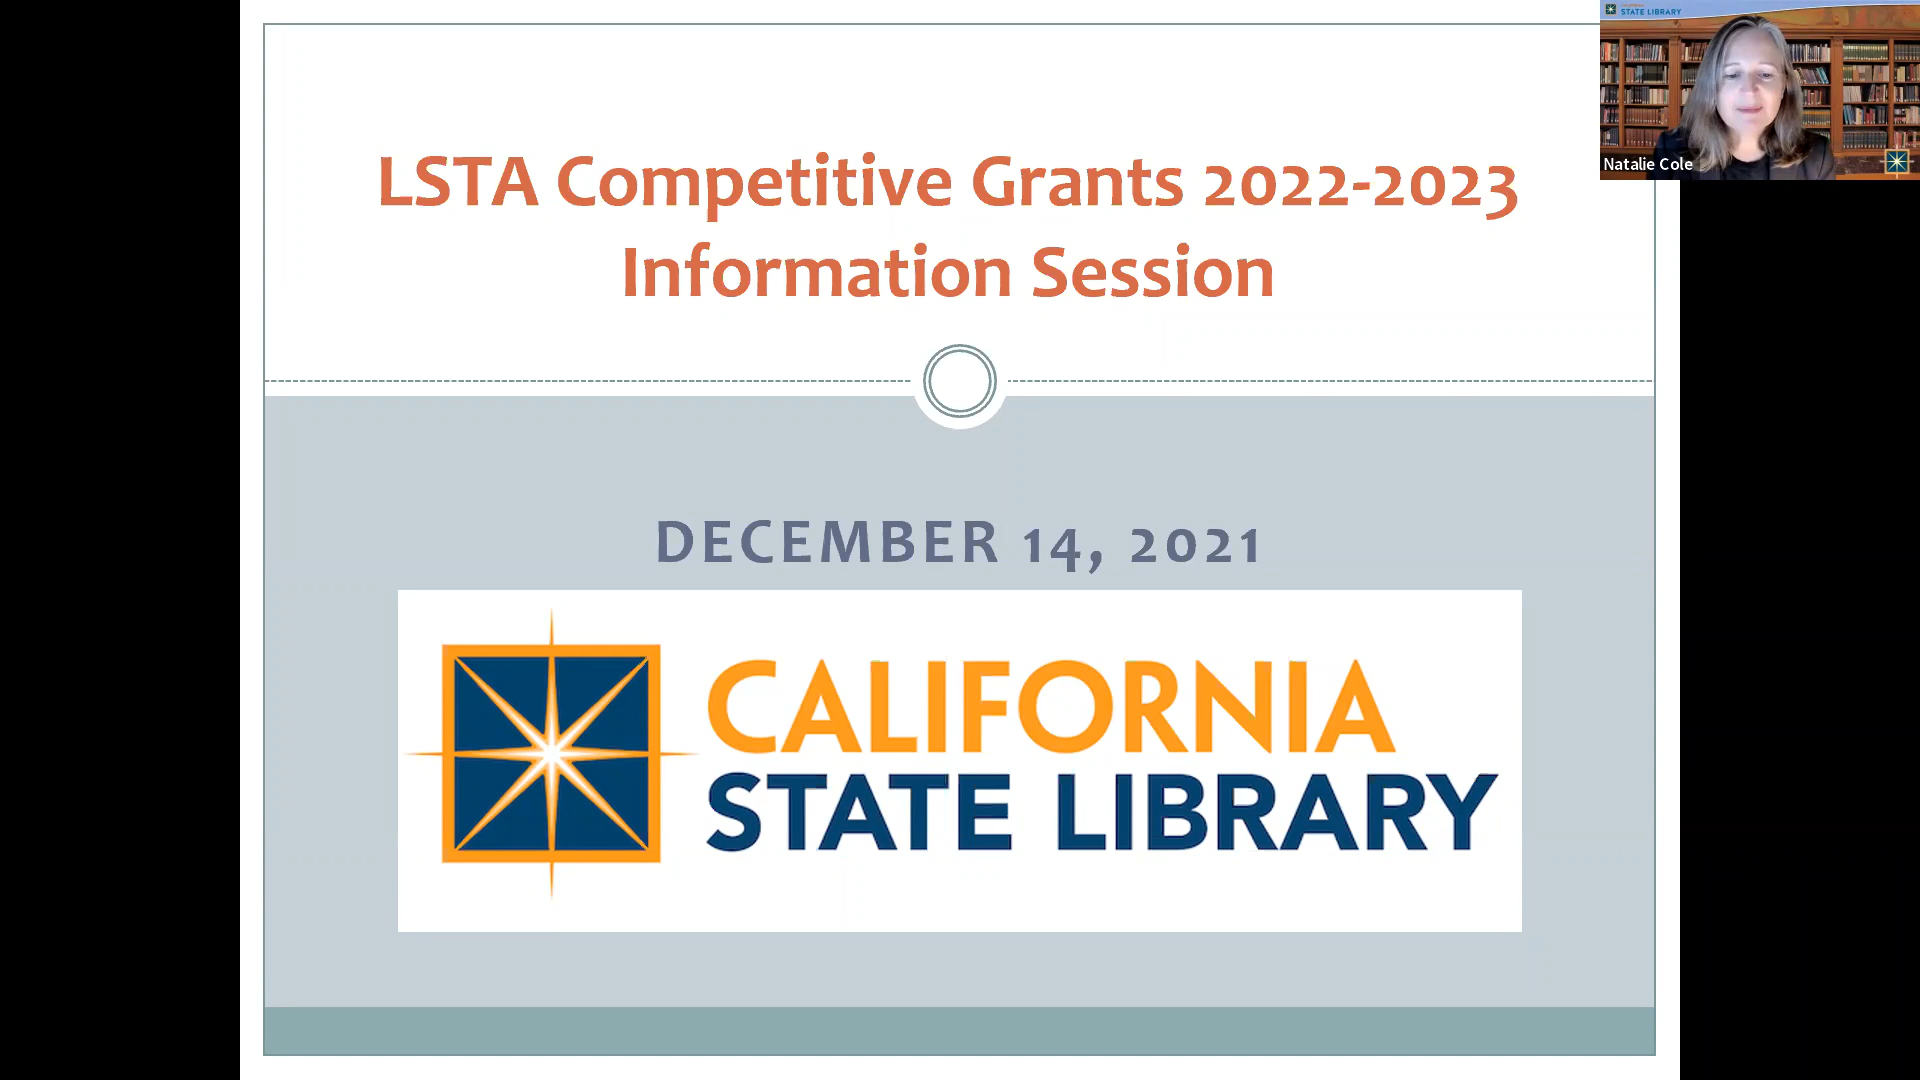 LSTA Competitive Grants 2022-2023
Information Session
DECEMBER 14, 2021
CALIFORNIA
STATE LIBRARY
STATE LIBRARY
Natalie Cole